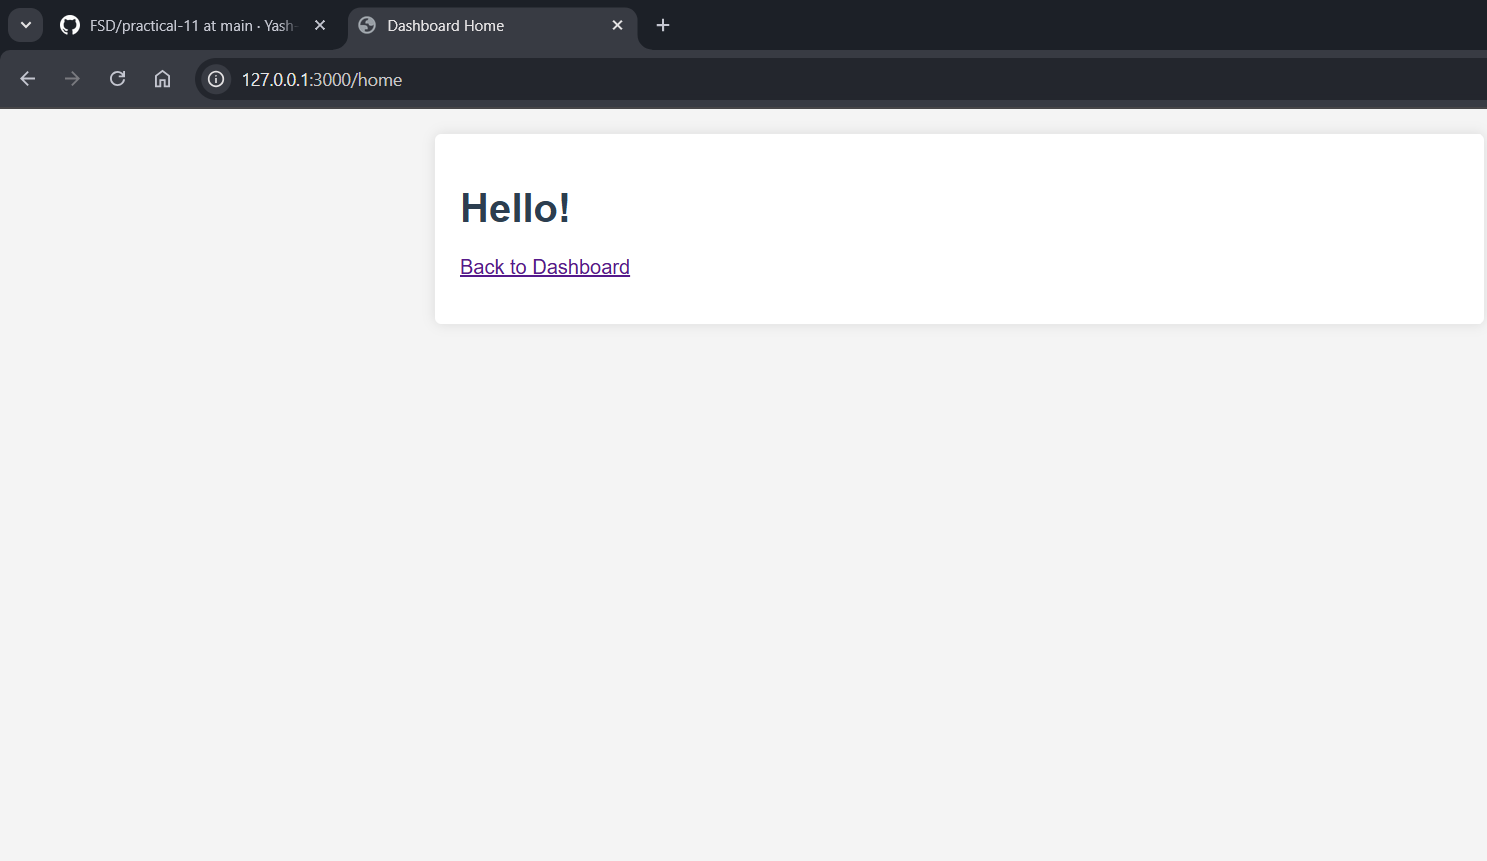 FSD/practical-11 at main · Yash-
Dashboard Home
127.0.0.1:3000/home
Hello!
Back to Dashboard